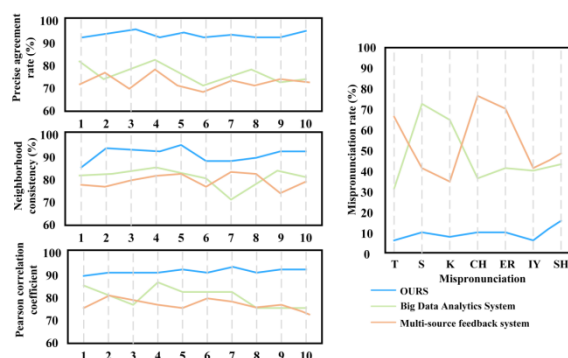 Precise agreement
rate (%)
100
90
80
70
60
1 2 3 4 5 6 7 8 9 10
Neighborhood
consistency (%)
100
90
80
70
60
1 2 3 4 5 6 7 8 9 10
Pearson correlation
coefficient
100
90
80
70
60
1 2 3 4 5 6 7 8 9 10
Mispronunciation rate (%)
100
90
80
70
60
50
40
30
20
10
0
T S K CH ER IY SH
Mispronunciation
OURS
Big Data Analytics System
Multi-source feedback system